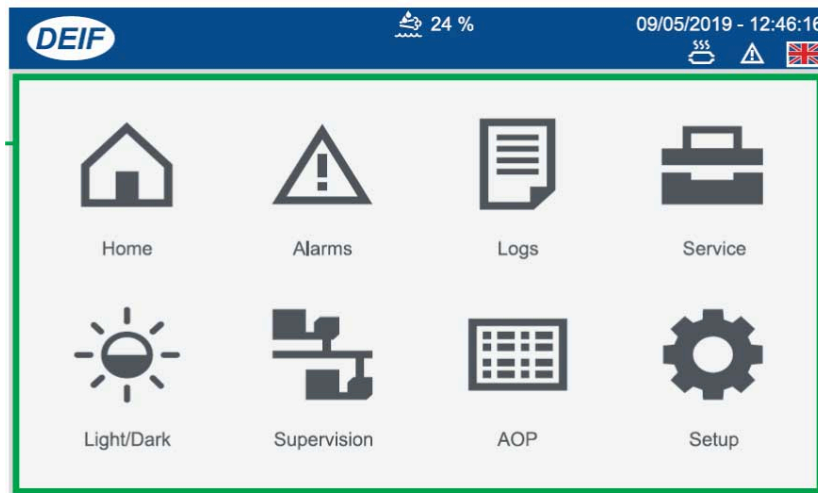 DEIF
24 %
09/05/2019 - 12:46:16
Home
Alarms
Logs
Service
Light/Dark
Supervision
AOP
Setup